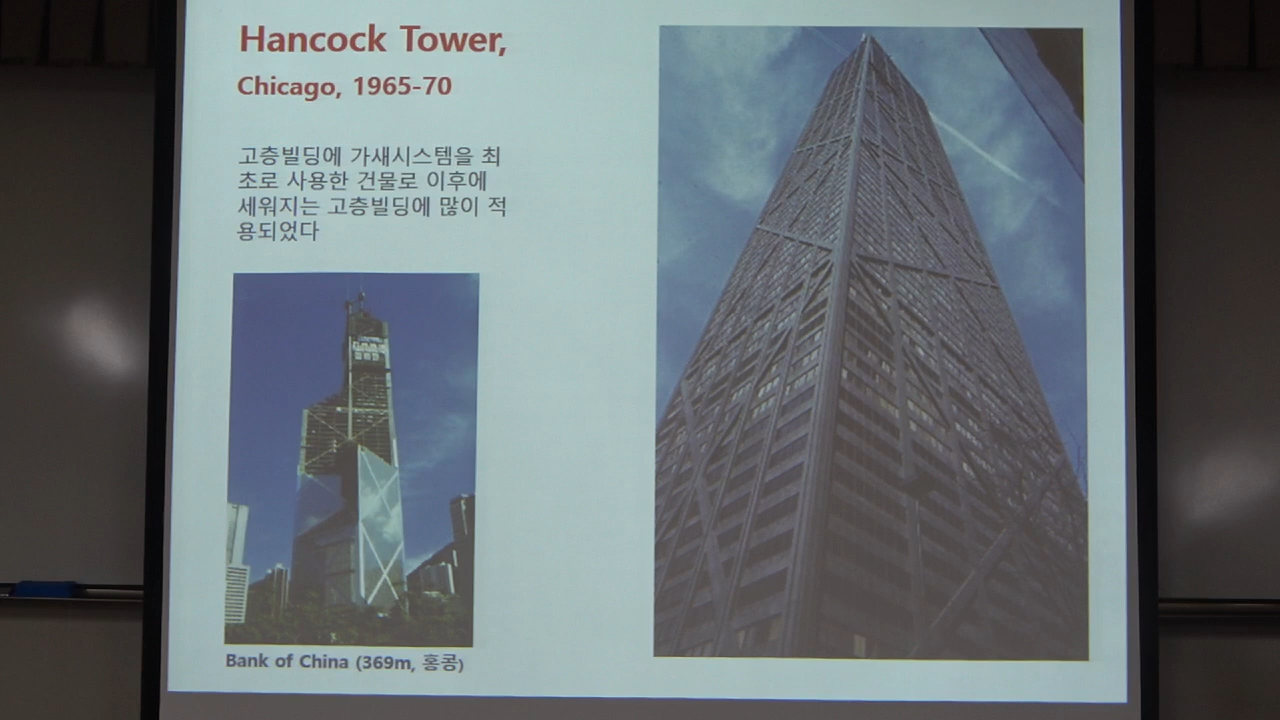 Hancock Tower,
Chicago, 1965-70
고층빌딩에 가새시스템을 최
초로 사용한 건물로 이후에
세워지는 고층빌딩에 많이 적
용되었다
Bank of China (369m, 홍콩)